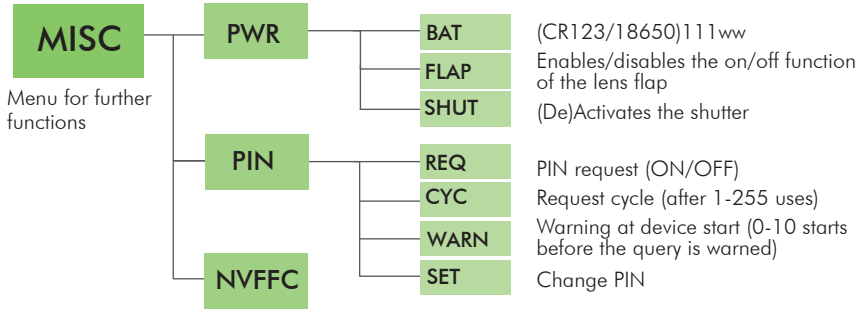 MISC
Menu for further
functions
PWR
BAT
(CR123/18650)111ww
FLAP
Enables/disables the on/off function
of the lens flap
SHUT
(De)Activates the shutter
PIN
REQ
PIN request (ON/OFF)
CYC
Request cycle (after 1-255 uses)
WARN
Warning at device start (0-10 starts
before the query is warned)
SET
Change PIN
NVFFC